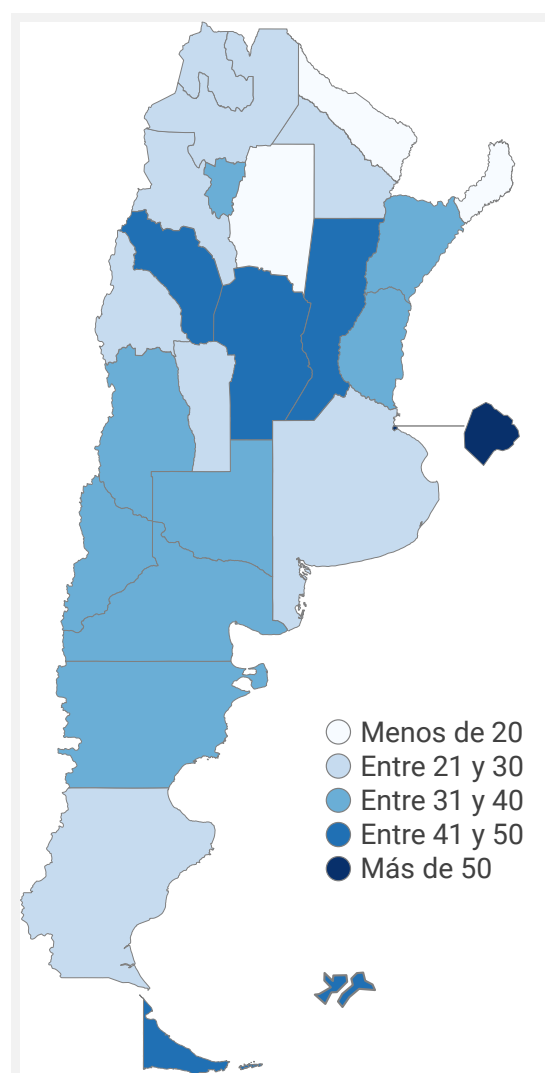 Menos de 20
Entre 21 y 30
Entre 31 y 40
Entre 41 y 50
Más de 50